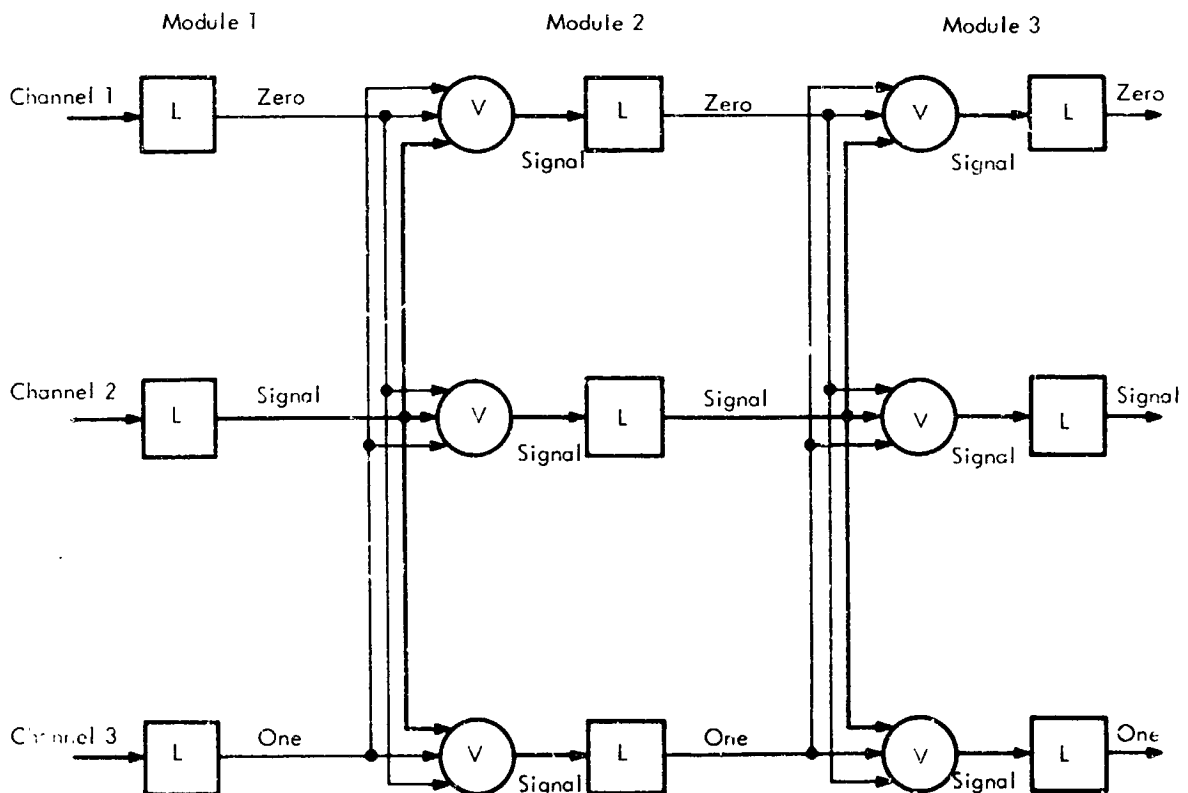 Module 1 Module 2 Module 3
Channel 1 L Zero V Signal L Zero V Signal L Zero
Channel 2 L Signal V Signal L Signal V Signal L Signal
Channel 3 L One V Signal L One V Signal L One